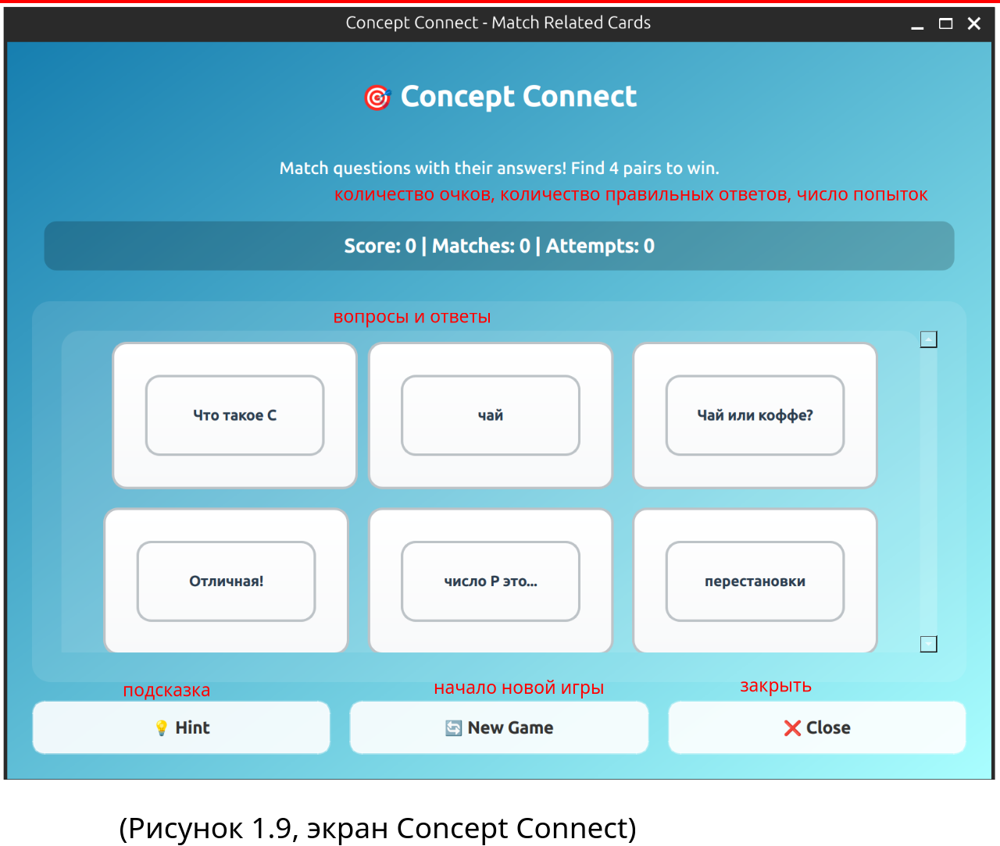 Concept Connect - Match Related Cards
🎯 Concept Connect
Match questions with their answers! Find 4 pairs to win.
количество очков, количество правильных ответов, число попыток
Score: 0 | Matches: 0 | Attempts: 0
вопросы и ответы
Что такое С
чай
Чай или коффе?
Отличная!
число Р это...
перестановки
подсказка
начало новой игры
закрыть
💡 Hint
🔄 New Game
❌ Close
(Рисунок 1.9, экран Concept Connect)